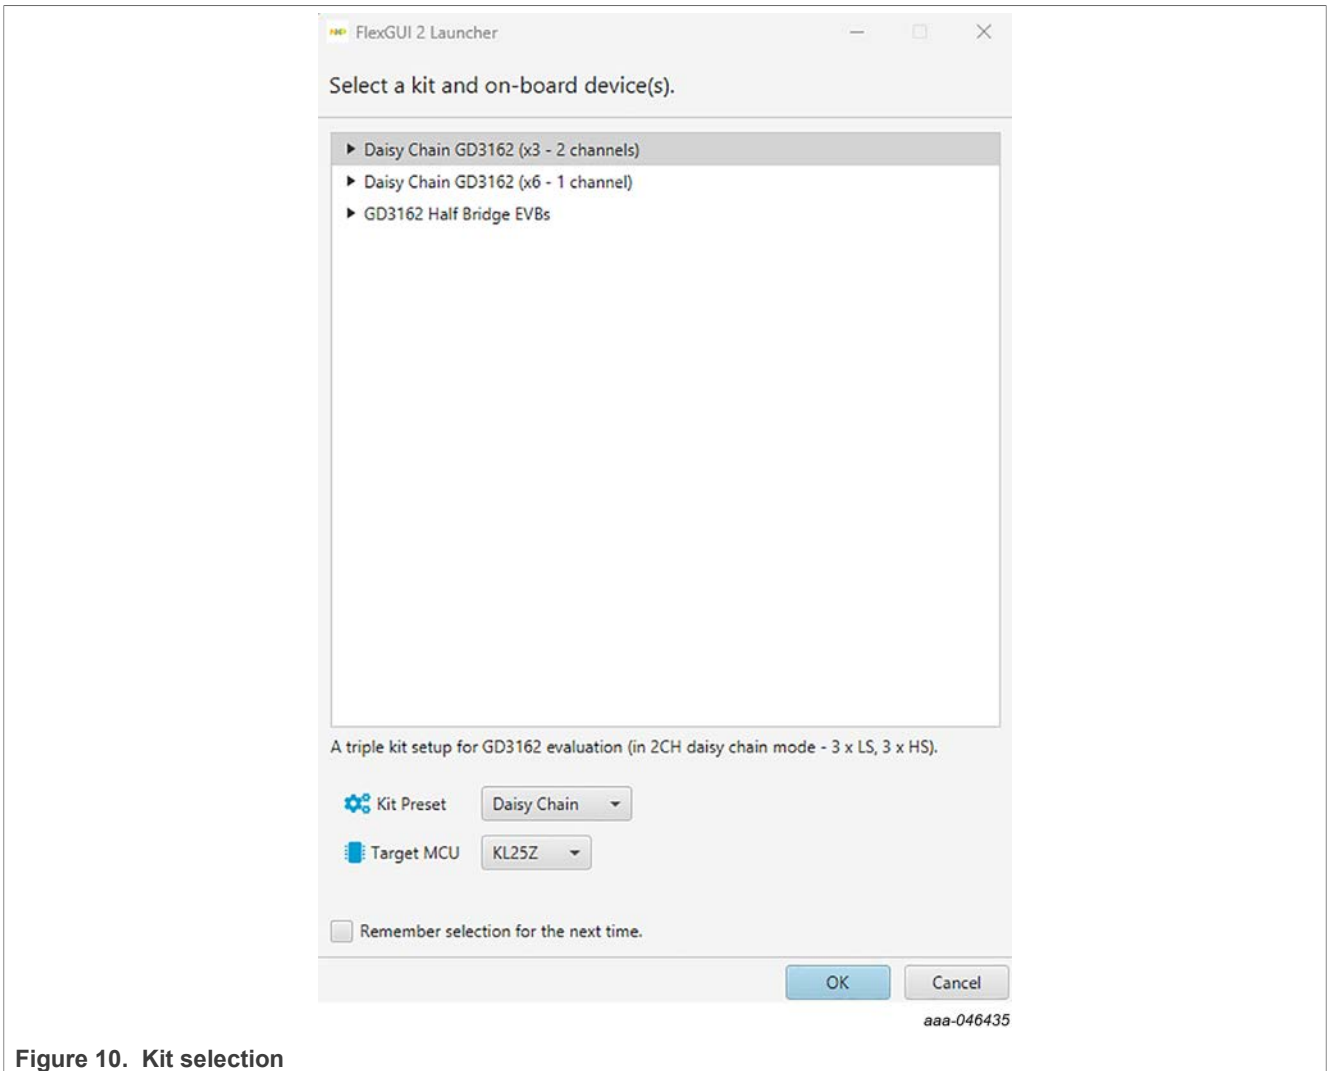 NXP FlexGUI 2 Launcher
Select a kit and on-board device(s).
Daisy Chain GD3162 (x3 - 2 channels)
Daisy Chain GD3162 (x6 - 1 channel)
GD3162 Half Bridge EVBs
A triple kit setup for GD3162 evaluation (in 2CH daisy chain mode - 3 x LS, 3 x HS).
Kit Preset Daisy Chain
Target MCU KL25Z
Remember selection for the next time.
OK Cancel
aaa-046435
Figure 10. Kit selection